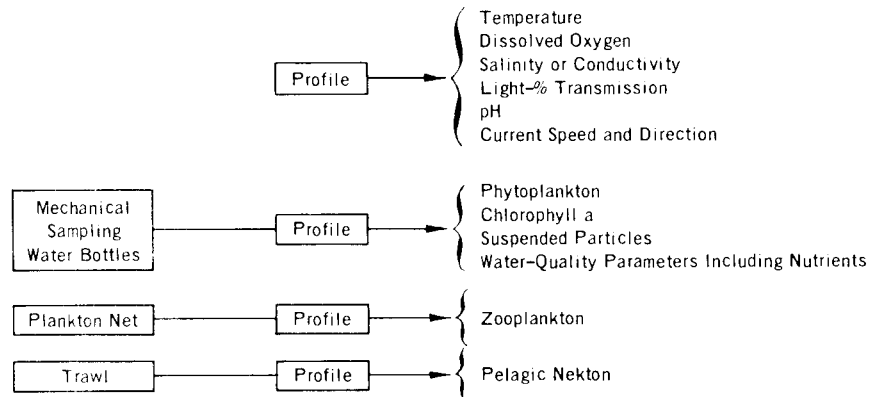 Temperature
Dissolved Oxygen
Salinity or Conductivity
Profile
Light-% Transmission
pH
Current Speed and Direction
Mechanical
Sampling
Water Bottles
Profile
Phytoplankton
Chlorophyll a
Suspended Particles
Water-Quality Parameters Including Nutrients
Plankton Net
Profile
Zooplankton
Trawl
Profile
Pelagic Nekton